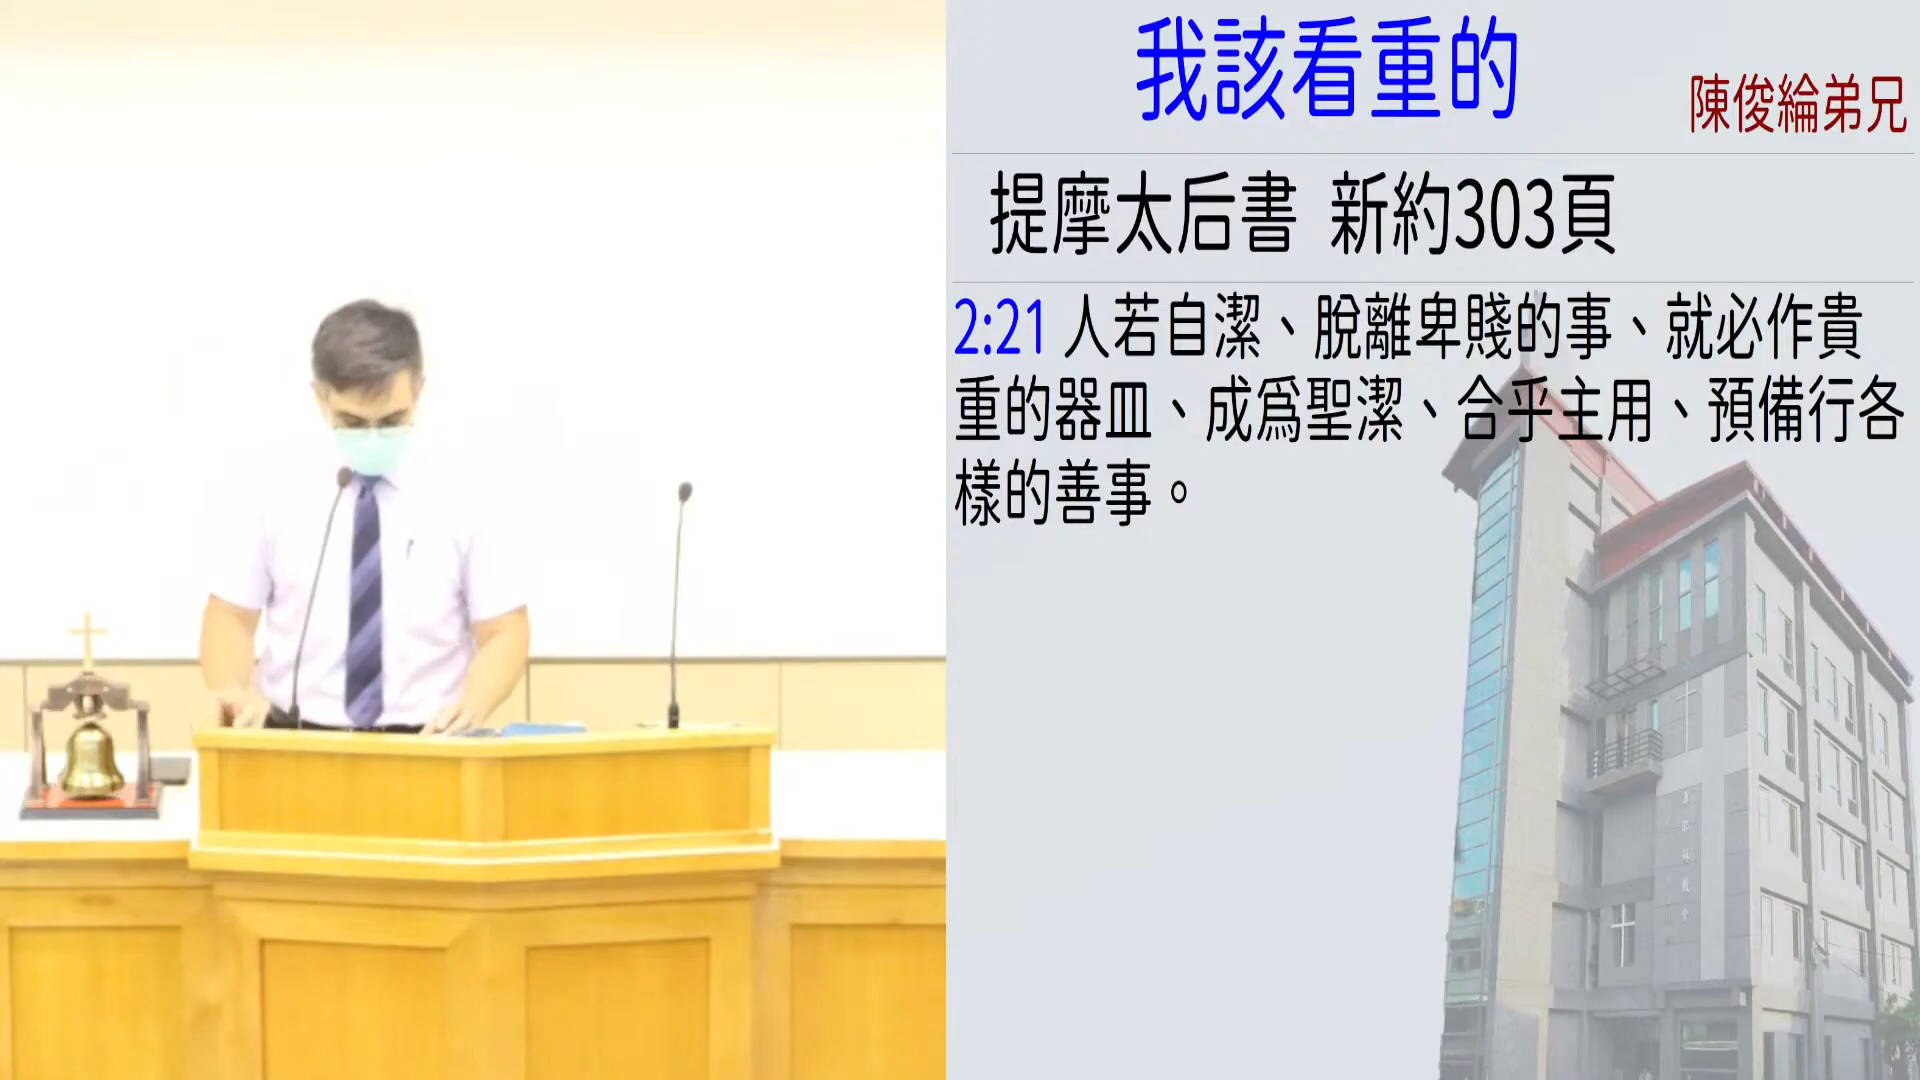 我該看重的
陳俊綸弟兄
提摩太后書 新約303頁
2:21 人若自潔、脫離卑賤的事、就必作貴
重的器皿、成爲聖潔、合乎主用、預備行各
樣的善事。